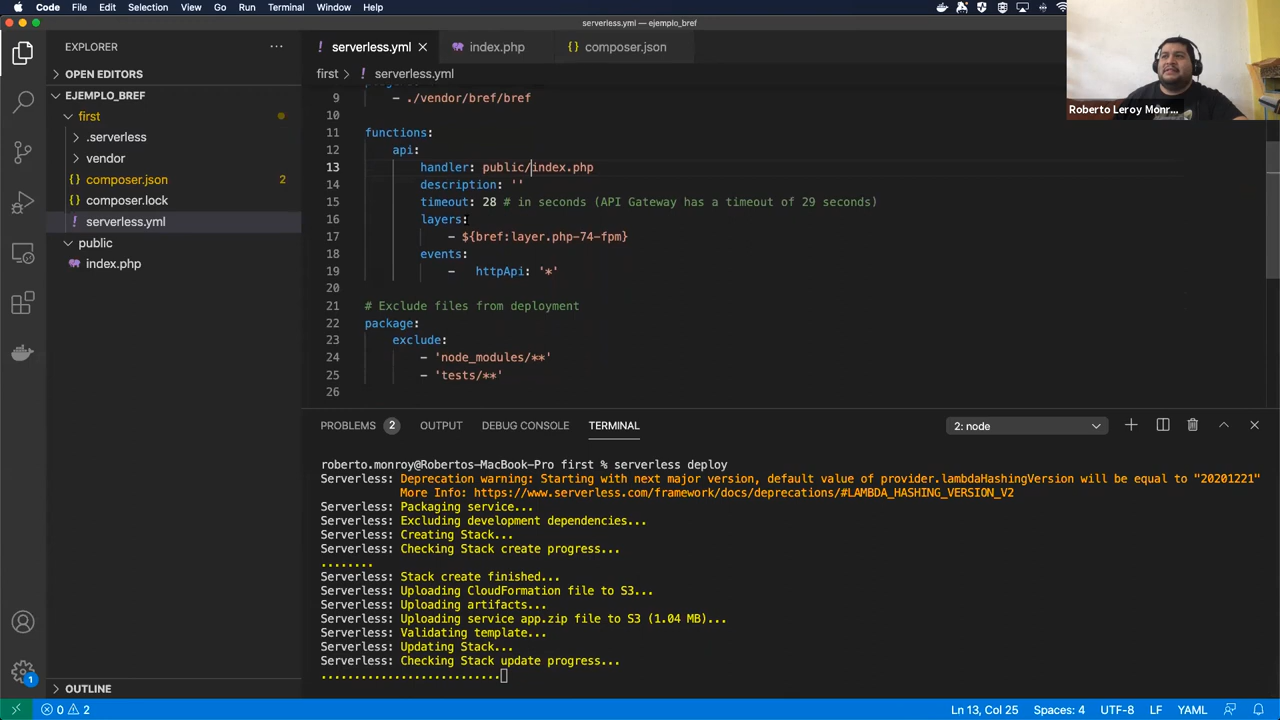 Code File Edit Selection View Go Run Terminal Window Help
serverless.yml — ejemplo_bref
EXPLORER
serverless.yml
index.php
composer.json
first
serverless.yml
OPEN EDITORS
EJEMPLO_BREF
first
.serverless
vendor
composer.json 2
composer.lock
serverless.yml
public
index.php
OUTLINE
9 - ./vendor/bref/bref
10
11 functions:
12 api:
13 handler: public/index.php
14 description: ''
15 timeout: 28 # in seconds (API Gateway has a timeout of 29 seconds)
16 layers:
17 - ${bref:layer.php-74-fpm}
18 events:
19 - httpApi: '*'
20
21 # Exclude files from deployment
22 package:
23 exclude:
24 - 'node_modules/**'
25 - 'tests/**'
26
Roberto Leroy Monr...
PROBLEMS 2 OUTPUT DEBUG CONSOLE TERMINAL
2: node
roberto.monroy@Robertos-MacBook-Pro first % serverless deploy
Serverless: Deprecation warning: Starting with next major version, default value of provider.lambdaHashingVersion will be equal to "20201221"
More Info: https://www.serverless.com/framework/docs/deprecations/#LAMBDA_HASHING_VERSION_V2
Serverless: Packaging service...
Serverless: Excluding development dependencies...
Serverless: Creating Stack...
Serverless: Checking Stack create progress...
........
Serverless: Stack create finished...
Serverless: Uploading CloudFormation file to S3...
Serverless: Uploading artifacts...
Serverless: Uploading service app.zip file to S3 (1.04 MB)...
Serverless: Validating template...
Serverless: Updating Stack...
Serverless: Checking Stack update progress...
...........................
1
0 2
Ln 13, Col 25 Spaces: 4 UTF-8 LF YAML